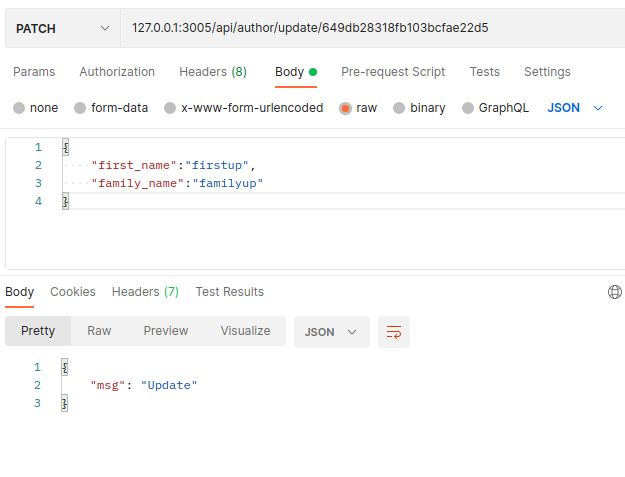 PATCH 127.0.0.1:3005/api/author/update/649db28318fb103bcfae22d5
Params Authorization Headers (8) Body Pre-request Script Tests Settings
none form-data x-www-form-urlencoded raw binary GraphQL JSON
1 {
2 "first_name":"firstup",
3 "family_name":"familyup"
4 }
Body Cookies Headers (7) Test Results
Pretty Raw Preview Visualize JSON
1 {
2 "msg": "Update"
3 }